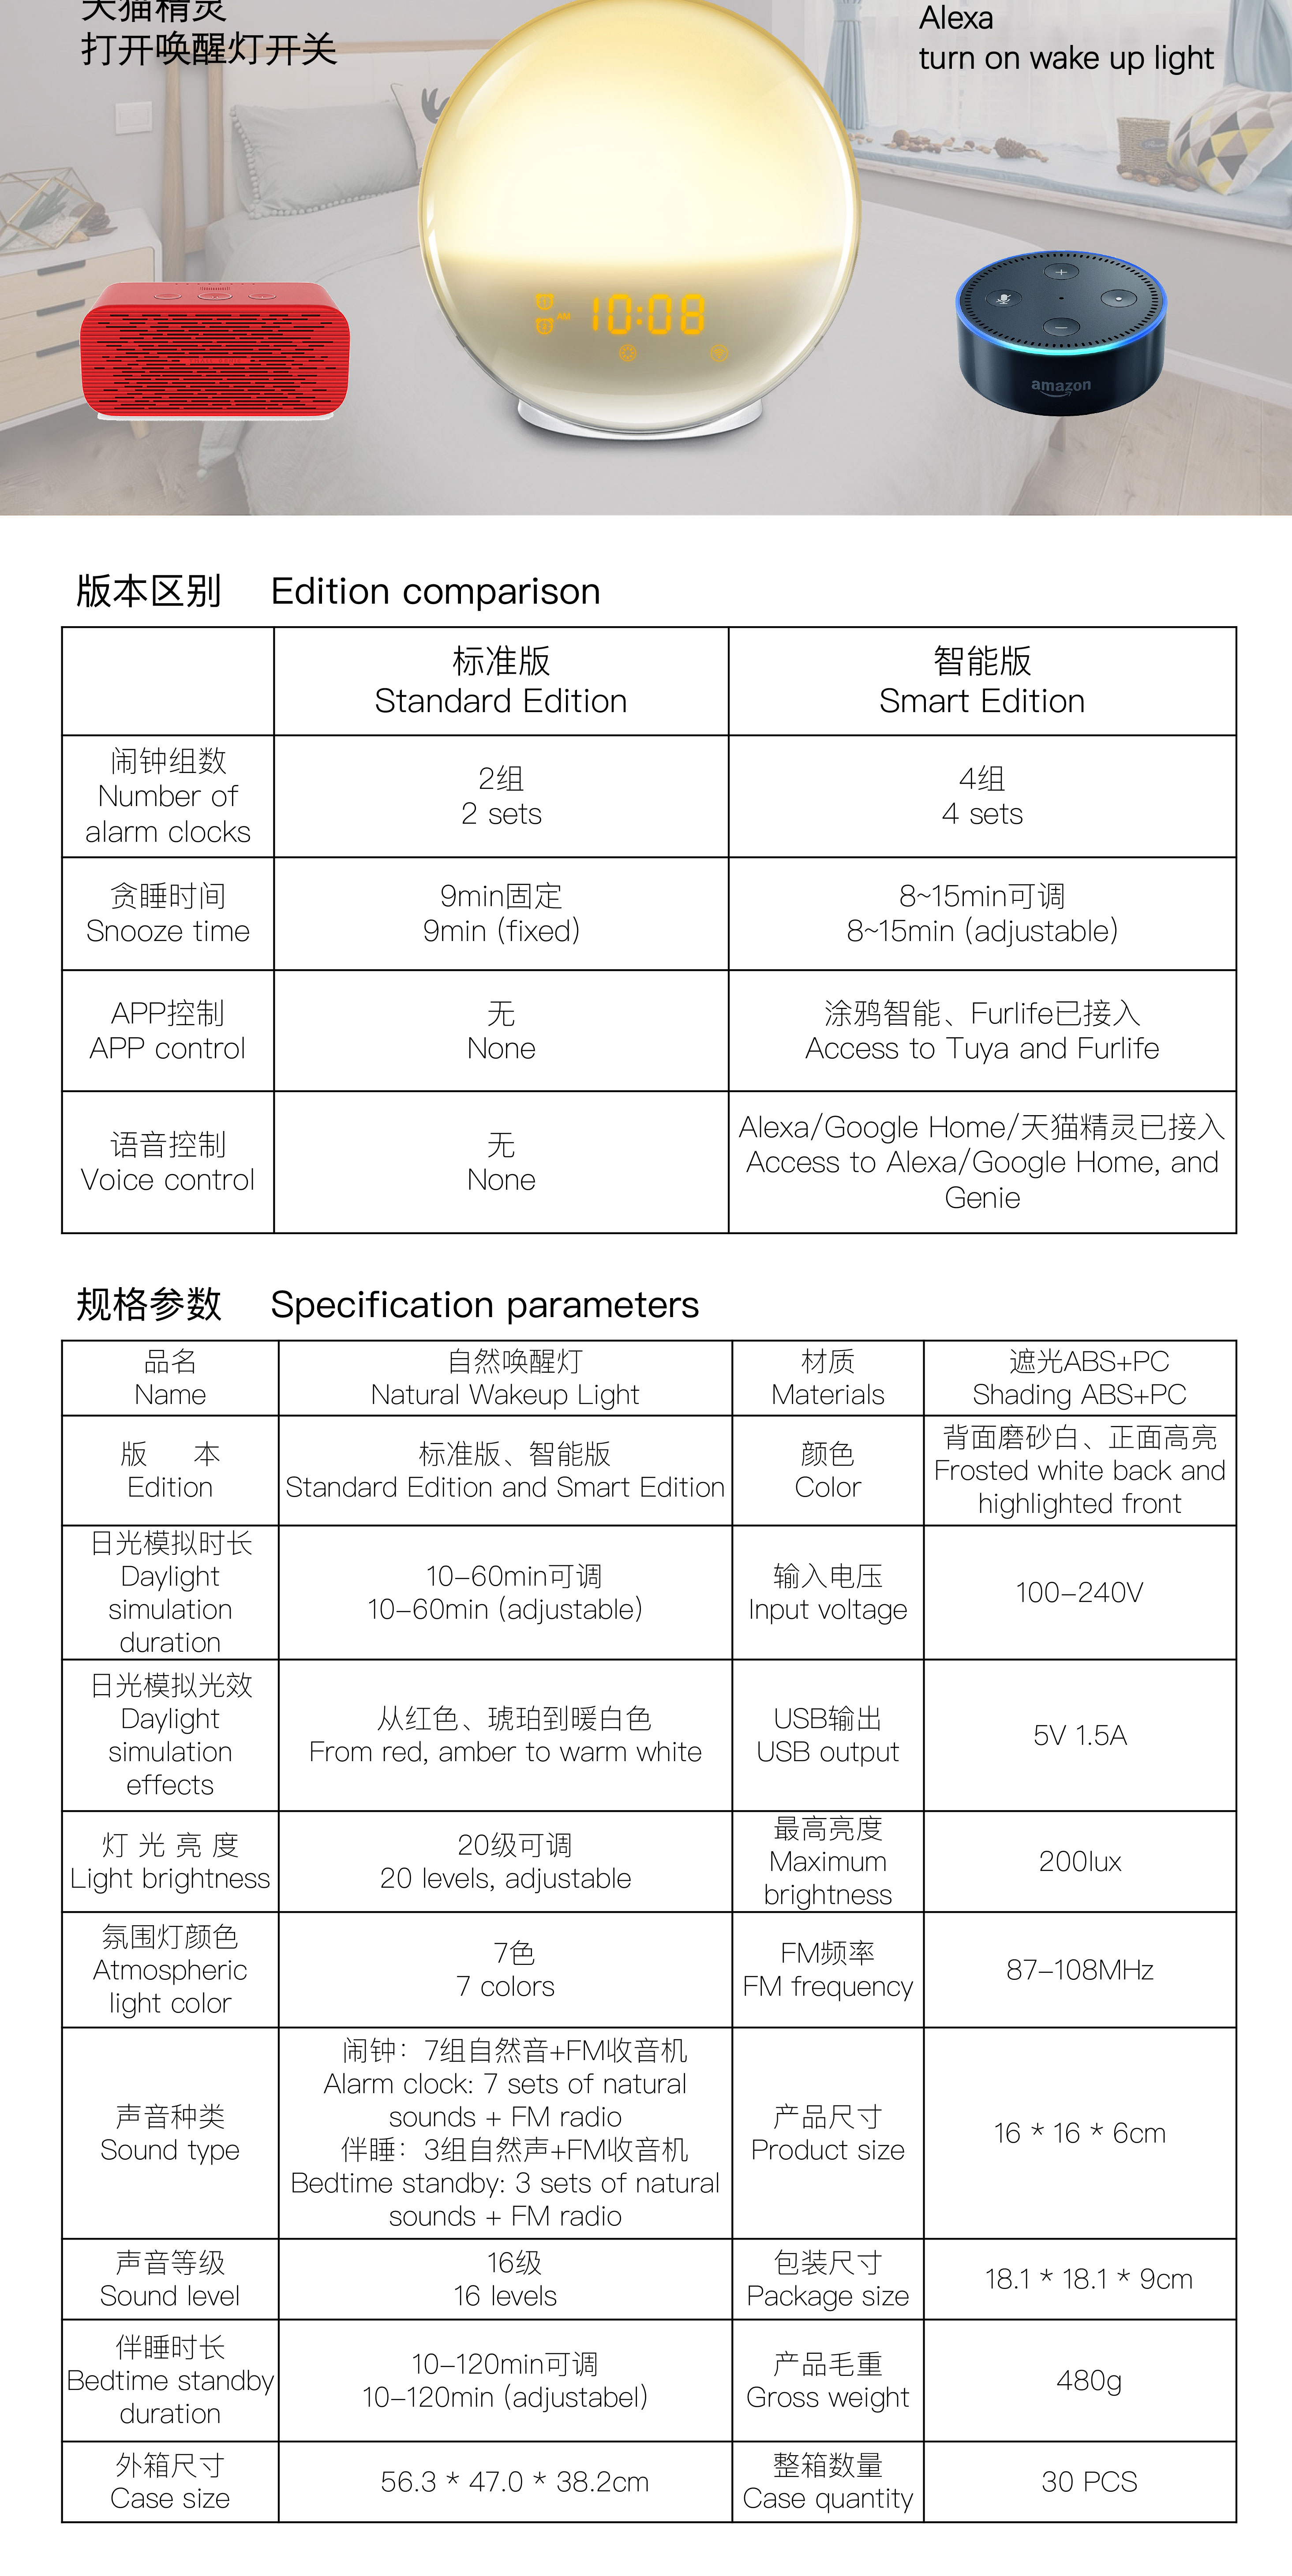 天猫精灵
打开唤醒灯开关
Alexa
turn on wake up light
AM 10:08
amazon
版本区别 Edition comparison
标准版
Standard Edition
智能版
Smart Edition
闹钟组数
Number of
alarm clocks
2组
2 sets
4组
4 sets
贪睡时间
Snooze time
9min固定
9min (fixed)
8~15min可调
8~15min (adjustable)
APP控制
APP control
无
None
涂鸦智能、Furlife已接入
Access to Tuya and Furlife
语音控制
Voice control
无
None
Alexa/Google Home/天猫精灵已接入
Access to Alexa/Google Home, and
Genie
规格参数 Specification parameters
品名
Name
自然唤醒灯
Natural Wakeup Light
材质
Materials
遮光ABS+PC
Shading ABS+PC
版 本
Edition
标准版、智能版
Standard Edition and Smart Edition
颜色
Color
背面磨砂白、正面高亮
Frosted white back and
highlighted front
日光模拟时长
Daylight
simulation
duration
10-60min可调
10-60min (adjustable)
输入电压
Input voltage
100-240V
日光模拟光效
Daylight
simulation
effects
从红色、琥珀到暖白色
From red, amber to warm white
USB输出
USB output
5V 1.5A
灯 光 亮 度
Light brightness
20级可调
20 levels, adjustable
最高亮度
Maximum
brightness
200lux
氛围灯颜色
Atmospheric
light color
7色
7 colors
FM频率
FM frequency
87-108MHz
声音种类
Sound type
闹钟：7组自然音+FM收音机
Alarm clock: 7 sets of natural
sounds + FM radio
伴睡：3组自然声+FM收音机
Bedtime standby: 3 sets of natural
sounds + FM radio
产品尺寸
Product size
16 * 16 * 6cm
声音等级
Sound level
16级
16 levels
包装尺寸
Package size
18.1 * 18.1 * 9cm
伴睡时长
Bedtime standby
duration
10-120min可调
10-120min (adjustabel)
产品毛重
Gross weight
480g
外箱尺寸
Case size
56.3 * 47.0 * 38.2cm
整箱数量
Case quantity
30 PCS